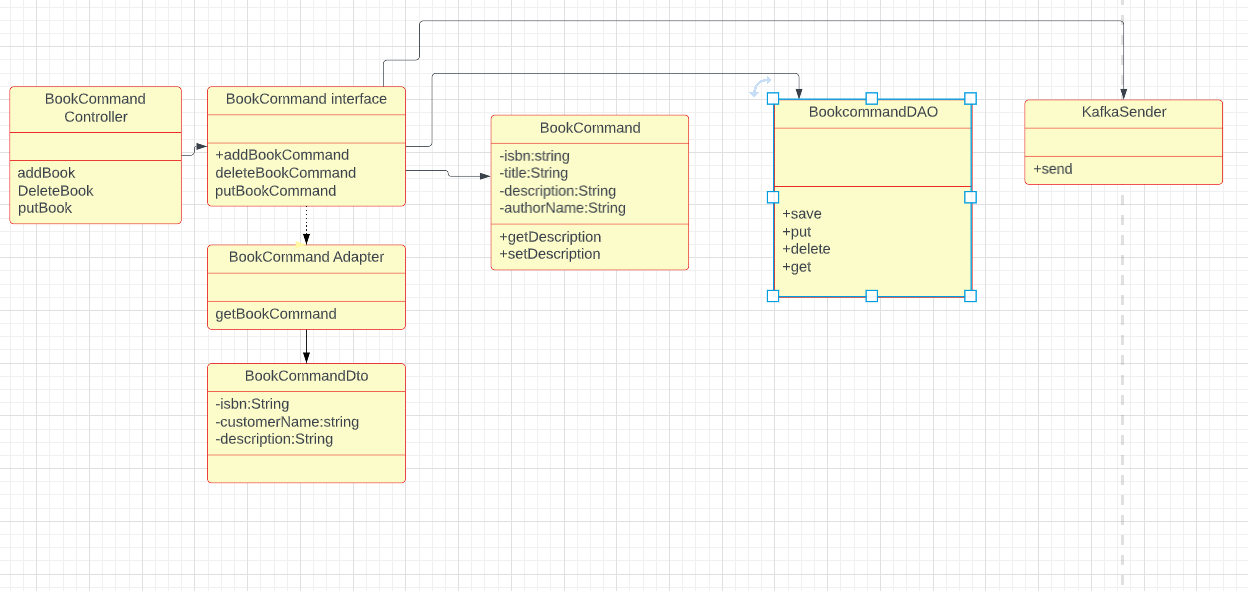 BookCommand
Controller
addBook
DeleteBook
putBook
BookCommand interface
+addBookCommand
deleteBookCommand
putBookCommand
BookCommand Adapter
getBookCommand
BookCommandDto
-isbn:String
-customerName:string
-description:String
BookCommand
-isbn:string
-title:String
-description:String
-authorName:String
+getDescription
+setDescription
BookcommandDAO
+save
+put
+delete
+get
KafkaSender
+send